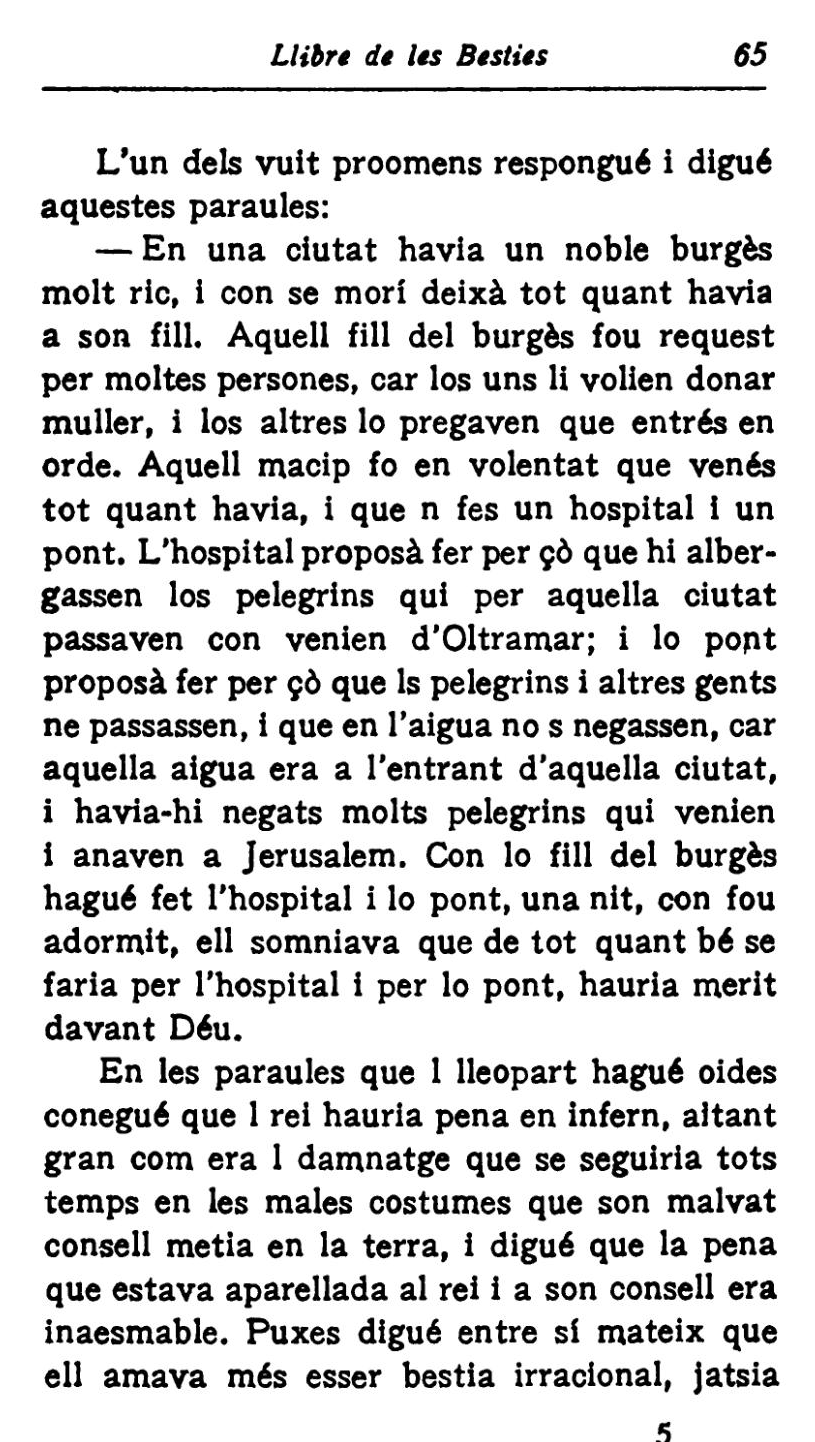 Llibre de les Besties 65
L'un dels vuit proomens respongué i digué
aquestes paraules:
— En una ciutat havia un noble burgès
molt ric, i con se morí deixà tot quant havia
a son fill. Aquell fill del burgès fou request
per moltes persones, car los uns li volien donar
muller, i los altres lo pregaven que entrés en
orde. Aquell macip fo en volentat que venés
tot quant havia, i que n fes un hospital i un
pont. L'hospital proposà fer per çò que hi alber-
gassen los pelegrins qui per aquella ciutat
passaven con venien d'Oltramar; i lo pont
proposà fer per çò que ls pelegrins i altres gents
ne passassen, i que en l'aigua no s negassen, car
aquella aigua era a l'entrant d'aquella ciutat,
i havia-hi negats molts pelegrins qui venien
i anaven a Jerusalem. Con lo fill del burgès
hagué fet l'hospital i lo pont, una nit, con fou
adormit, ell somniava que de tot quant bé se
faria per l'hospital i per lo pont, hauria merit
davant Déu.
En les paraules que l lleopart hagué oides
conegué que l rei hauria pena en infern, aitant
gran com era l damnatge que se seguiria tots
temps en les males costumes que son malvat
consell metia en la terra, i digué que la pena
que estava aparellada al rei i a son consell era
inaesmable. Puxes digué entre sí mateix que
ell amava més esser bestia irracional, jatsia
5